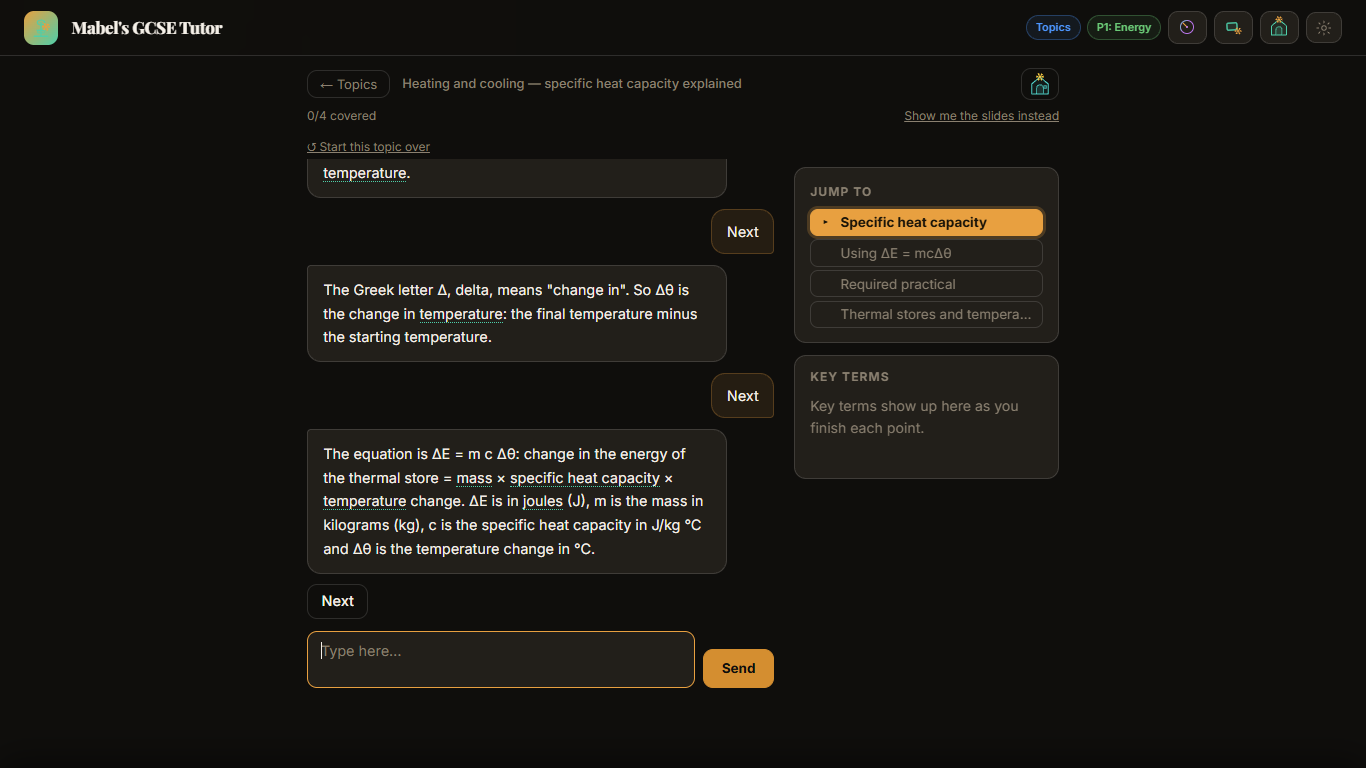 Mabel's GCSE Tutor
Topics
P1: Energy
← Topics
Heating and cooling — specific heat capacity explained
0/4 covered
Show me the slides instead
↺ Start this topic over
temperature.
Next
The Greek letter Δ, delta, means "change in". So Δθ is
the change in temperature: the final temperature minus
the starting temperature.
Next
The equation is ΔE = m c Δθ: change in the energy of
the thermal store = mass × specific heat capacity ×
temperature change. ΔE is in joules (J), m is the mass in
kilograms (kg), c is the specific heat capacity in J/kg °C
and Δθ is the temperature change in °C.
Next
Type here...
Send
JUMP TO
▸ Specific heat capacity
Using ΔE = mcΔθ
Required practical
Thermal stores and tempera...
KEY TERMS
Key terms show up here as you
finish each point.